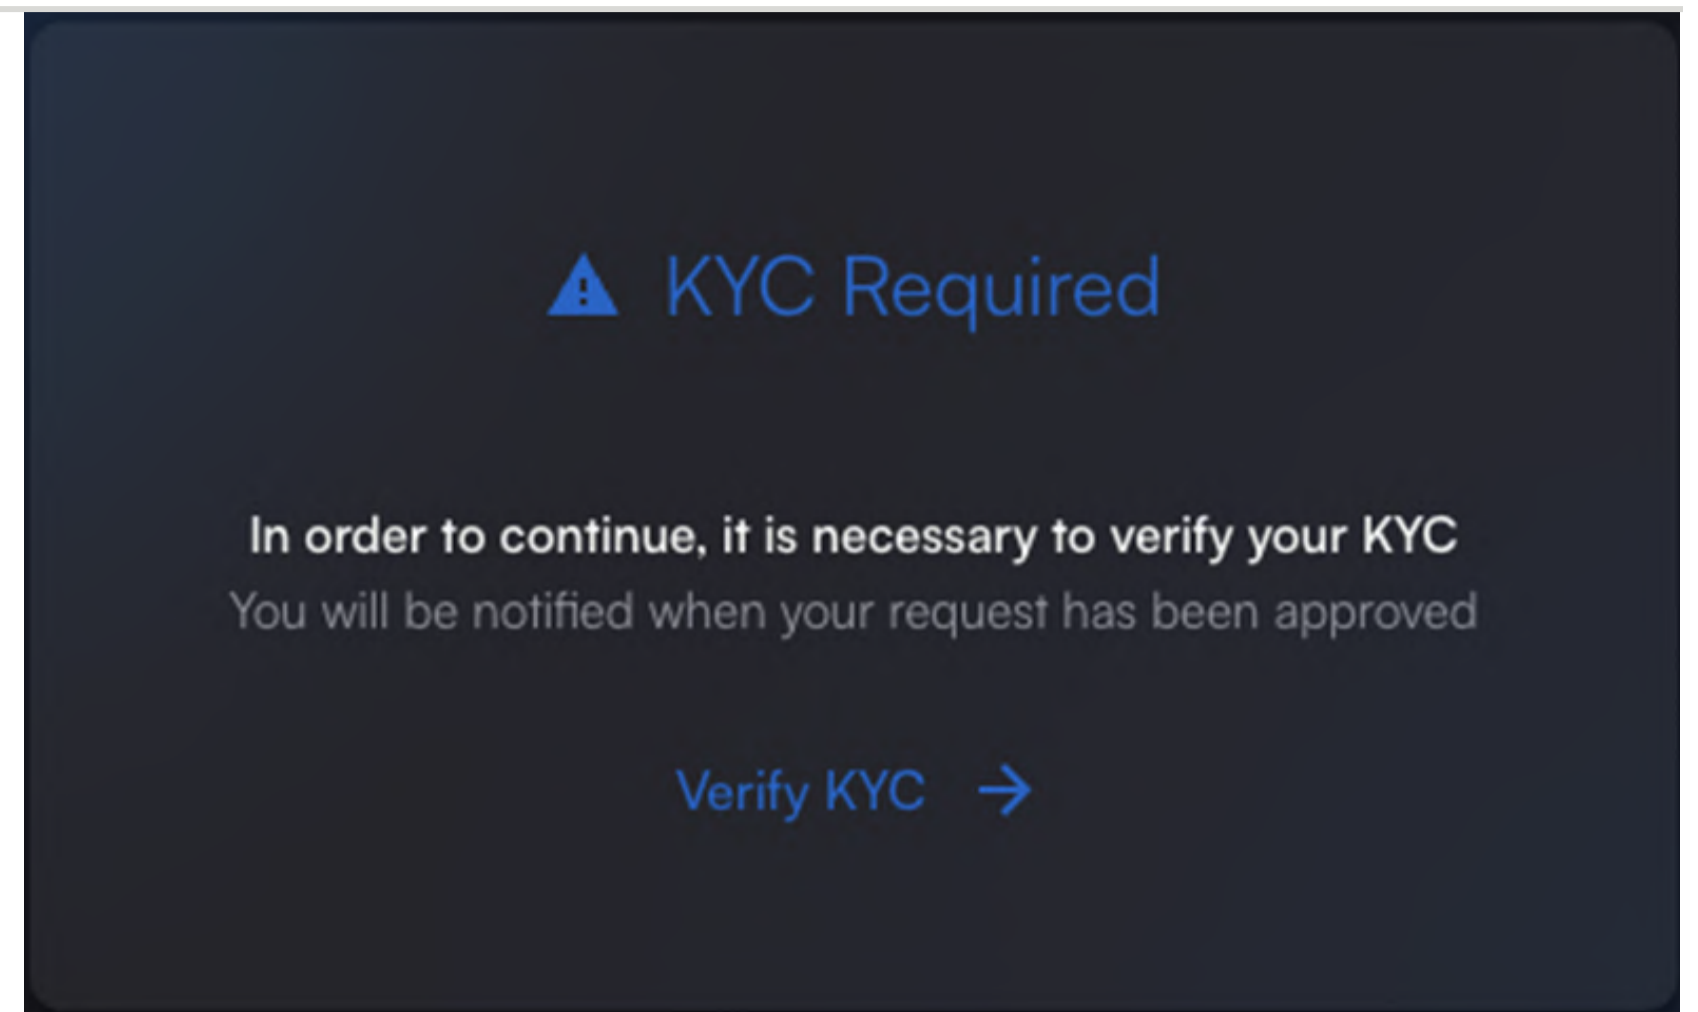 KYC Required
In order to continue, it is necessary to verify your KYC
You will be notified when your request has been approved
Verify KYC →